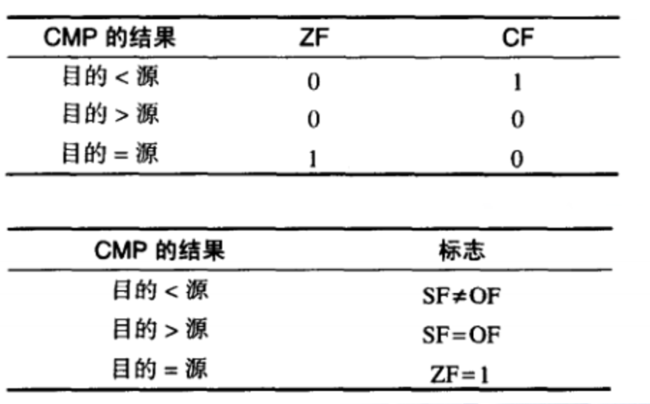 CMP 的结果 ZF CF
目的 < 源 0 1
目的 > 源 0 0
目的 = 源 1 0
CMP 的结果 标志
目的 < 源 SF≠OF
目的 > 源 SF=OF
目的 = 源 ZF=1